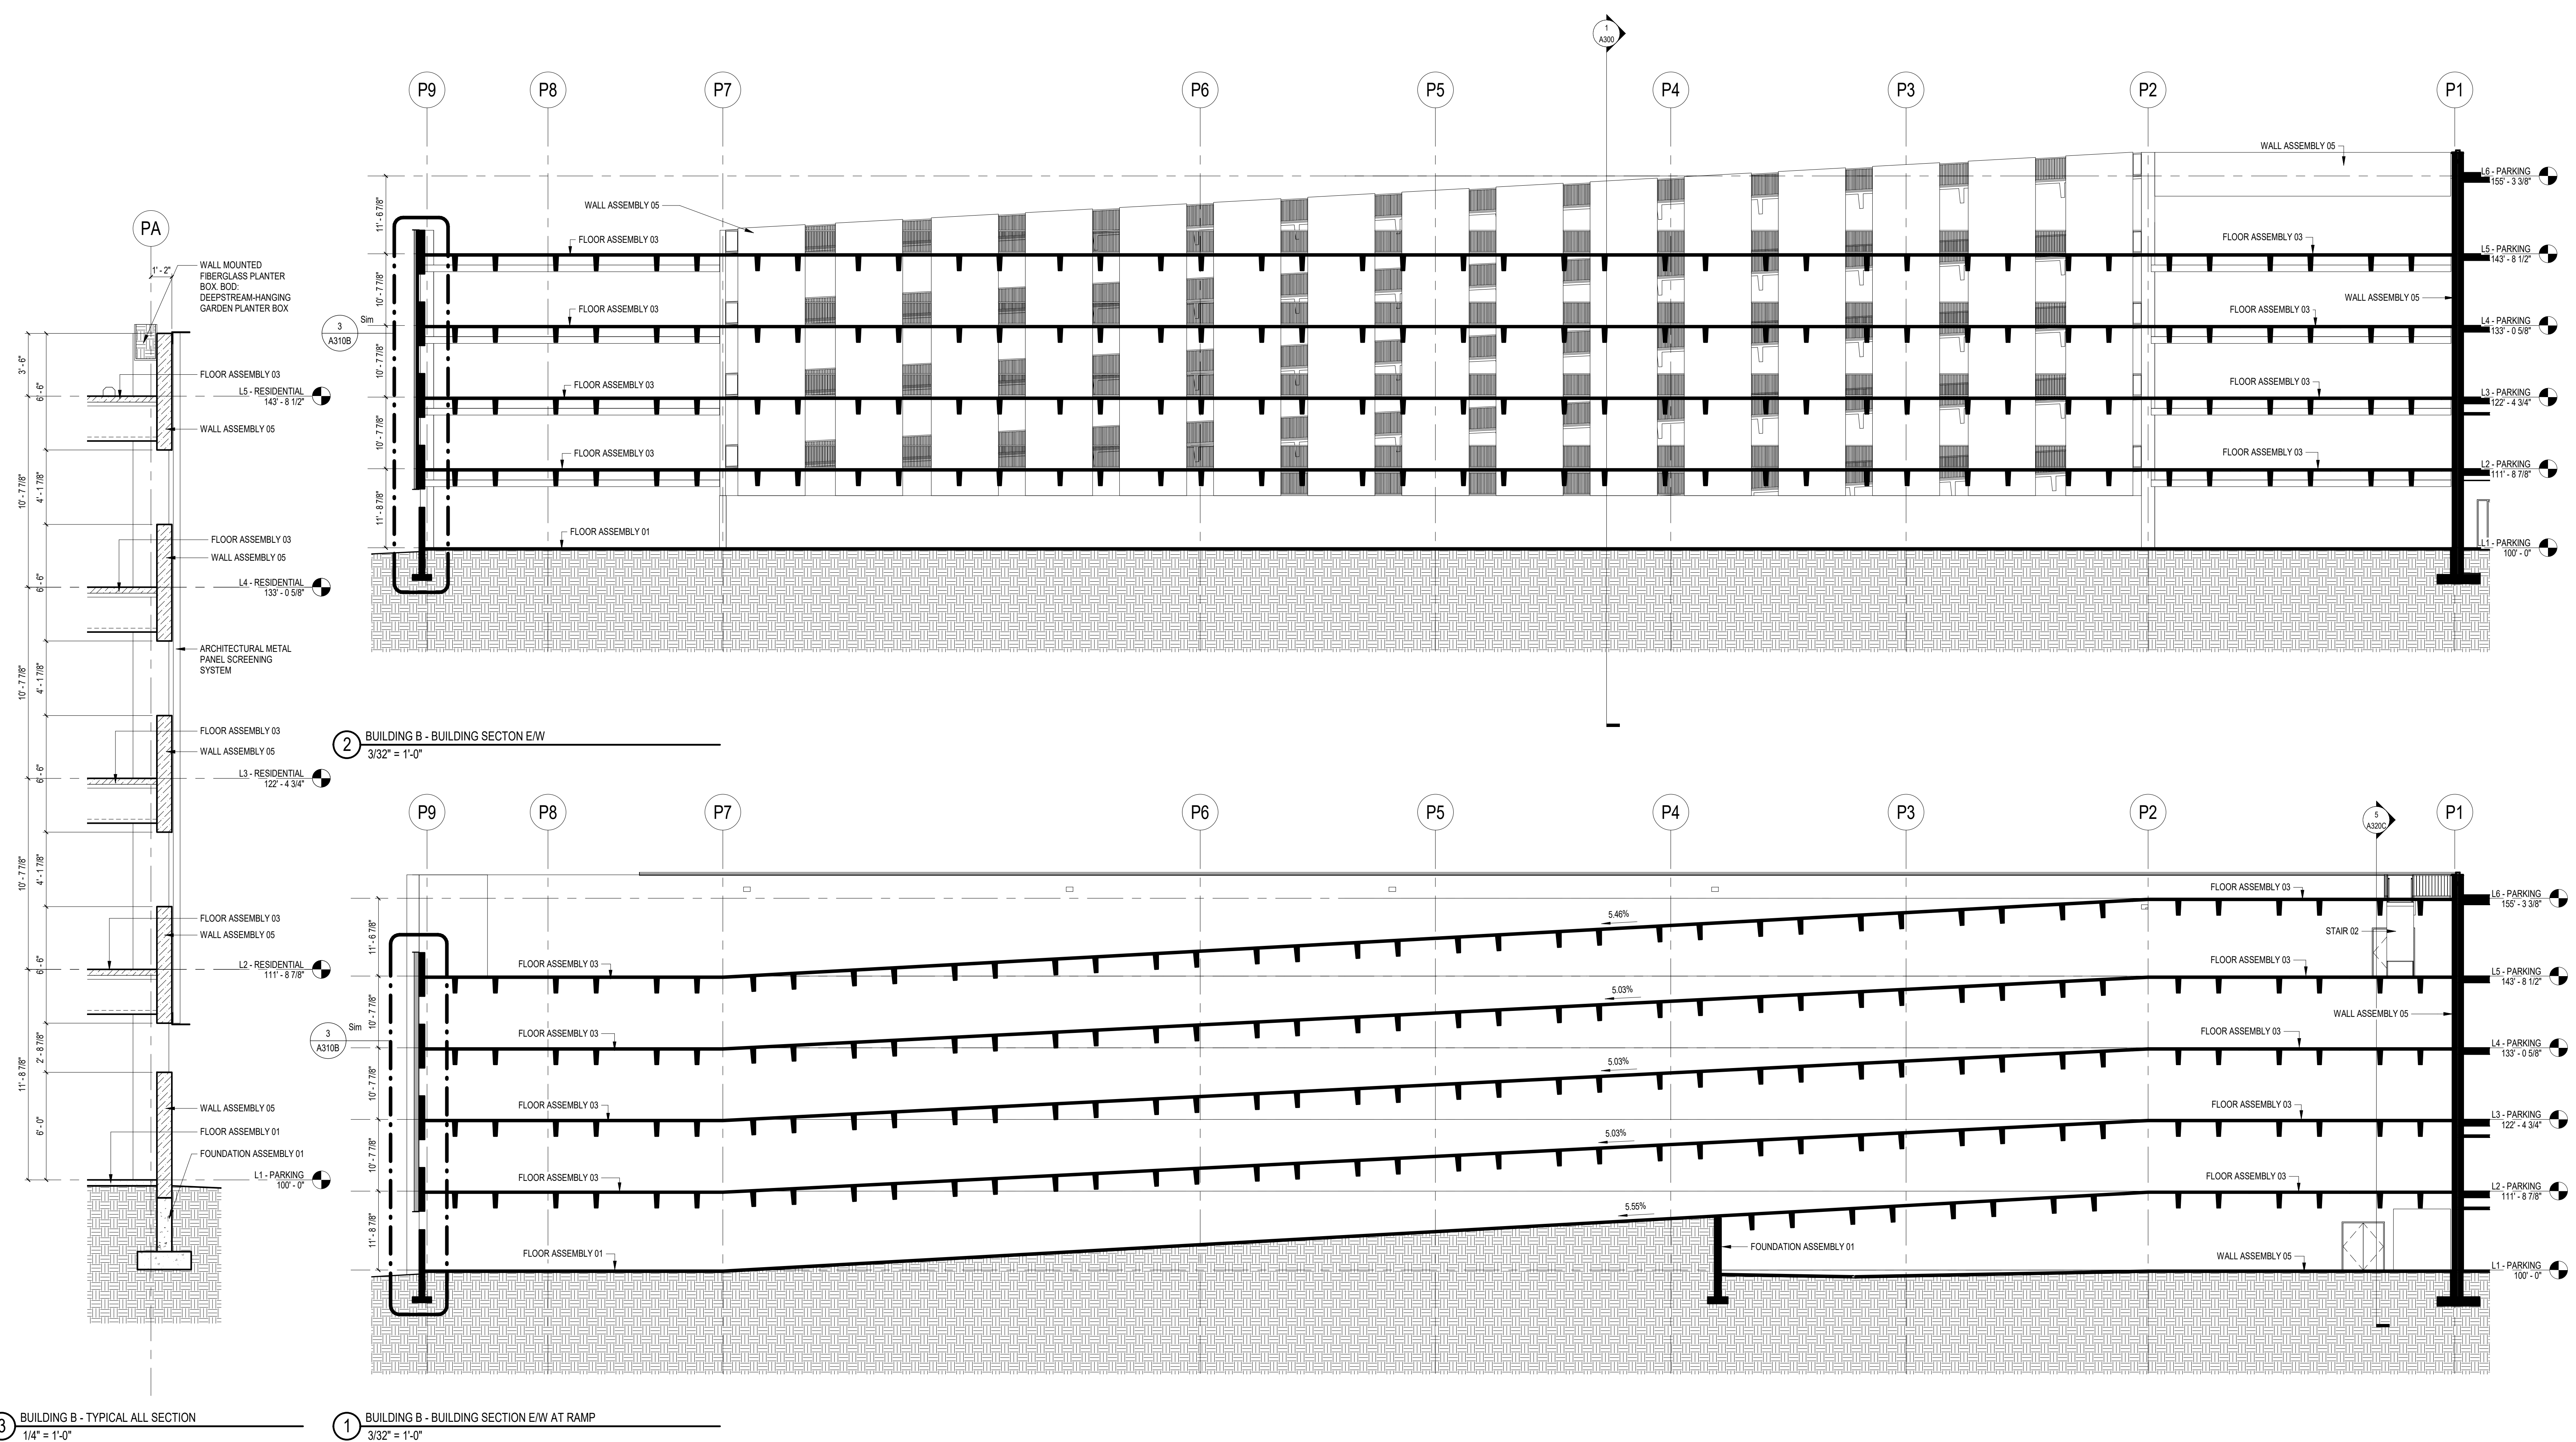 1
A300
P9
P8
P7
P6
P5
P4
P3
P2
P1
WALL ASSEMBLY 05
L6 - PARKING
155' - 3 3/8"
11' - 6 7/8"
WALL ASSEMBLY 05
FLOOR ASSEMBLY 03
FLOOR ASSEMBLY 03
L5 - PARKING
143' - 8 1/2"
10' - 7 7/8"
WALL ASSEMBLY 05
FLOOR ASSEMBLY 03
FLOOR ASSEMBLY 03
L4 - PARKING
133' - 0 5/8"
3
A310B
Sim
10' - 7 7/8"
FLOOR ASSEMBLY 03
FLOOR ASSEMBLY 03
L3 - PARKING
122' - 4 3/4"
10' - 7 7/8"
FLOOR ASSEMBLY 03
FLOOR ASSEMBLY 03
L2 - PARKING
111' - 8 7/8"
11' - 8 7/8"
FLOOR ASSEMBLY 01
L1 - PARKING
100' - 0"
2
BUILDING B - BUILDING SECTON E/W
3/32" = 1'-0"
PA
1' - 2"
WALL MOUNTED
FIBERGLASS PLANTER
BOX. BOD:
DEEPSTREAM-HANGING
GARDEN PLANTER BOX
3' - 6"
6' - 6"
FLOOR ASSEMBLY 03
L5 - RESIDENTIAL
143' - 8 1/2"
WALL ASSEMBLY 05
10' - 7 7/8"
4' - 1 7/8"
FLOOR ASSEMBLY 03
WALL ASSEMBLY 05
6' - 6"
L4 - RESIDENTIAL
133' - 0 5/8"
ARCHITECTURAL METAL
PANEL SCREENING
SYSTEM
10' - 7 7/8"
4' - 1 7/8"
FLOOR ASSEMBLY 03
WALL ASSEMBLY 05
6' - 6"
L3 - RESIDENTIAL
122' - 4 3/4"
10' - 7 7/8"
4' - 1 7/8"
FLOOR ASSEMBLY 03
WALL ASSEMBLY 05
6' - 6"
L2 - RESIDENTIAL
111' - 8 7/8"
2' - 8 7/8"
11' - 8 7/8"
WALL ASSEMBLY 05
6' - 0"
FLOOR ASSEMBLY 01
FOUNDATION ASSEMBLY 01
L1 - PARKING
100' - 0"
3
BUILDING B - TYPICAL ALL SECTION
1/4" = 1'-0"
P9
P8
P7
P6
P5
P4
P3
P2
5
A320C
P1
FLOOR ASSEMBLY 03
L6 - PARKING
155' - 3 3/8"
5.46%
STAIR 02
11' - 6 7/8"
FLOOR ASSEMBLY 03
FLOOR ASSEMBLY 03
L5 - PARKING
143' - 8 1/2"
5.03%
WALL ASSEMBLY 05
10' - 7 7/8"
3
A310B
Sim
FLOOR ASSEMBLY 03
FLOOR ASSEMBLY 03
L4 - PARKING
133' - 0 5/8"
5.03%
10' - 7 7/8"
FLOOR ASSEMBLY 03
FLOOR ASSEMBLY 03
L3 - PARKING
122' - 4 3/4"
5.03%
10' - 7 7/8"
FLOOR ASSEMBLY 03
FLOOR ASSEMBLY 03
L2 - PARKING
111' - 8 7/8"
5.55%
11' - 8 7/8"
FLOOR ASSEMBLY 01
FOUNDATION ASSEMBLY 01
WALL ASSEMBLY 05
L1 - PARKING
100' - 0"
1
BUILDING B - BUILDING SECTION E/W AT RAMP
3/32" = 1'-0"